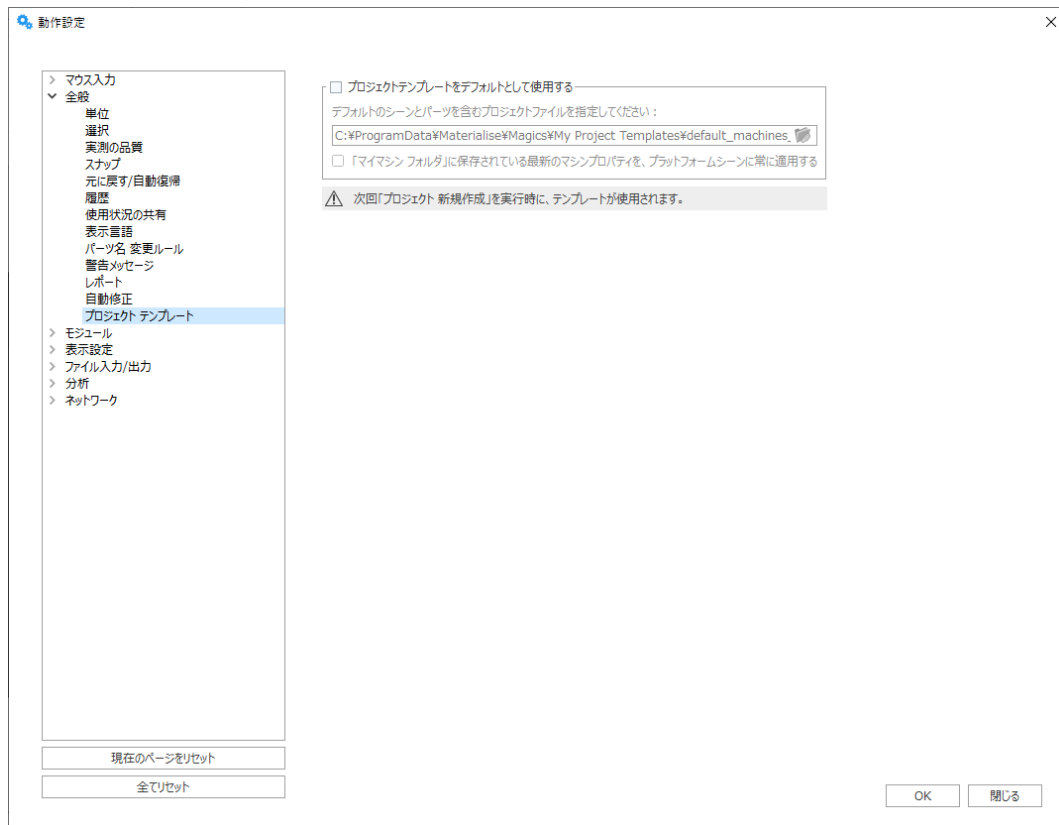 動作設定
マウス入力
全般
単位
選択
実測の品質
スナップ
元に戻す/自動復帰
履歴
使用状況の共有
表示言語
パーツ名 変更ルール
警告メッセージ
レポート
自動修正
プロジェクト テンプレート
モジュール
表示設定
ファイル入力/出力
分析
ネットワーク
現在のページをリセット
全てリセット
プロジェクトテンプレートをデフォルトとして使用する
デフォルトのシーンとパーツを含むプロジェクトファイルを指定してください：
C:¥ProgramData¥Materialise¥Magics¥My Project Templates¥default_machines_
「マイマシン フォルダ」に保存されている最新のマシンプロパティを、プラットフォームシーンに常に適用する
次回「プロジェクト 新規作成」を実行時に、テンプレートが使用されます。
OK
閉じる